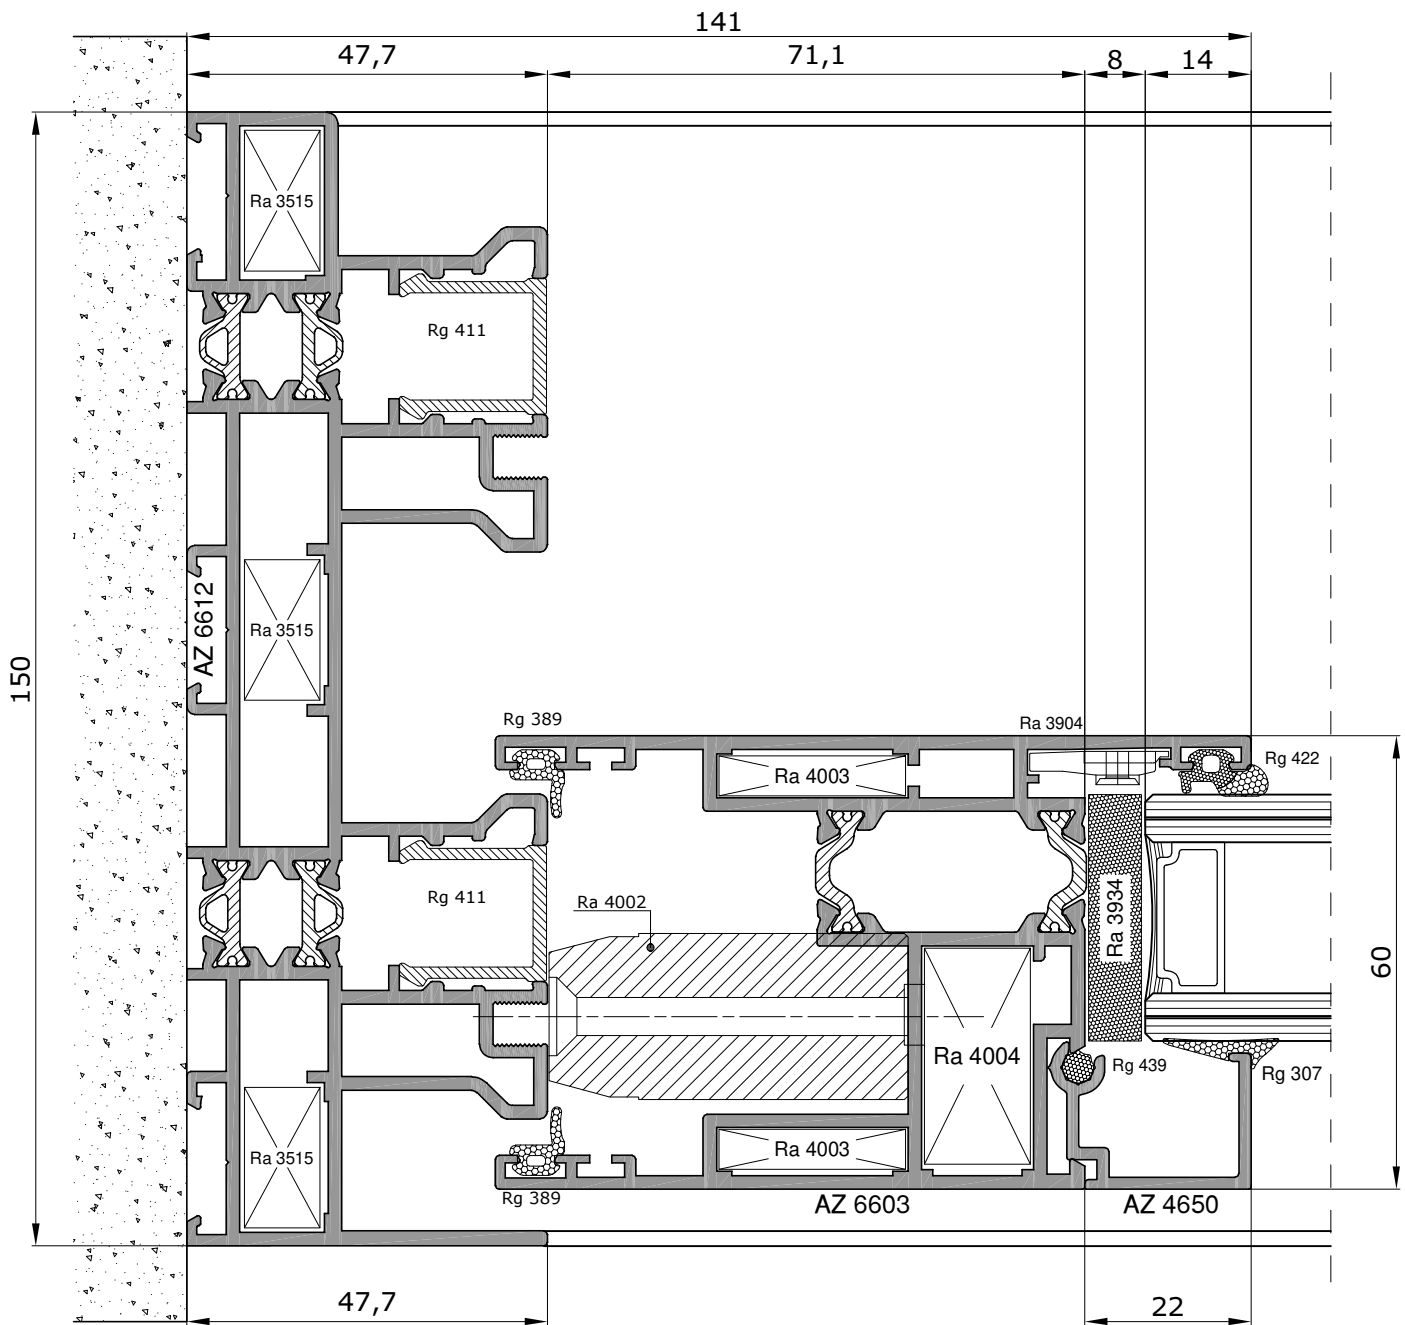 141
47,7
71,1
8
14
Ra 3515
Rg 411
AZ 6612
Ra 3515
150
Rg 389
Ra 3904
Rg 422
Ra 4003
Rg 411
Ra 4002
Ra 3934
60
Ra 4004
Rg 439
Rg 307
Ra 3515
Ra 4003
Rg 389
AZ 6603
AZ 4650
47,7
22